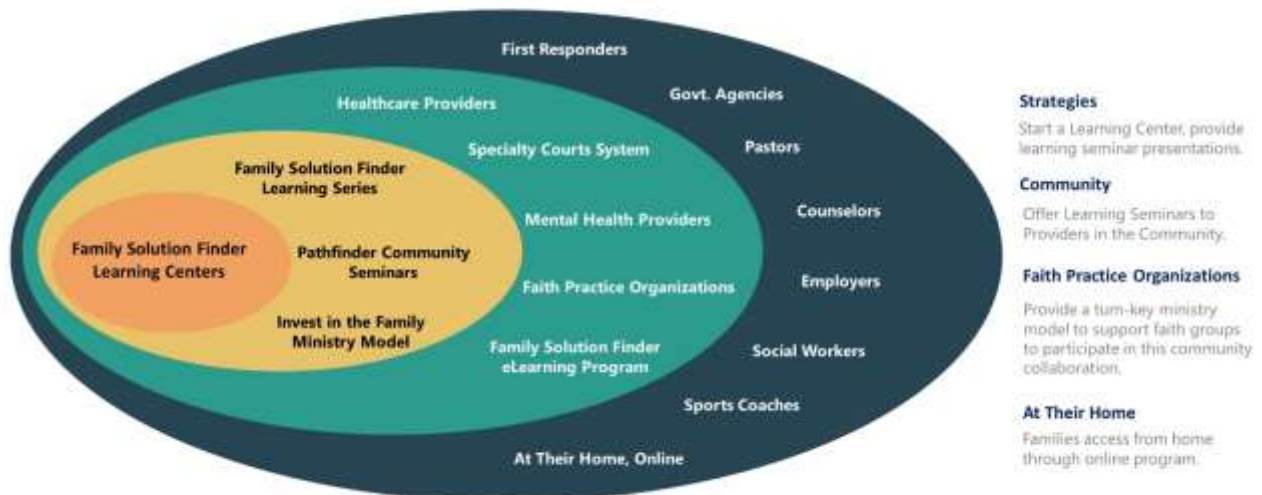 First Responders
Govt. Agencies
Healthcare Providers
Specialty Courts System
Pastors
Family Solution Finder
Learning Series
Counselors
Mental Health Providers
Family Solution Finder
Learning Centers
Pathfinder Community
Seminars
Employers
Faith Practice Organizations
Invest in the Family
Ministry Model
Family Solution Finder
eLearning Program
Social Workers
Sports Coaches
At Their Home, Online
Strategies
Start a Learning Center, provide
learning seminar presentations.
Community
Offer Learning Seminars to
Providers in the Community.
Faith Practice Organizations
Provide a turn-key ministry
model to support faith groups
to participate in this community
collaboration.
At Their Home
Families access from home
through online program.